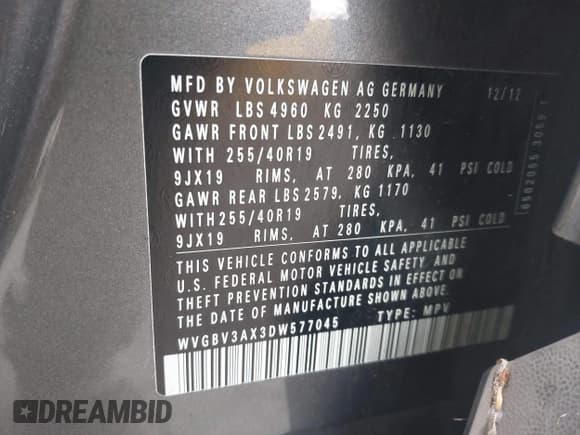 MFD BY VOLKSWAGEN AG GERMANY 12/12
GVWR LBS 4960 KG 2250
GAWR FRONT LBS 2491, KG 1130
WITH 255/40R19 TIRES,
9JX19 RIMS, AT 280 KPA, 41 PSI COLD
GAWR REAR LBS 2579, KG 1170
WITH 255/40R19 TIRES,
9JX19 RIMS, AT 280 KPA, 41 PSI COLD
THIS VEHICLE CONFORMS TO ALL APPLICABLE
U.S. FEDERAL MOTOR VEHICLE SAFETY AND
THEFT PREVENTION STANDARDS IN EFFECT ON
THE DATE OF MANUFACTURE SHOWN ABOVE.
WVGBV3AX3DW577045 TYPE: MPV
DREAMBID